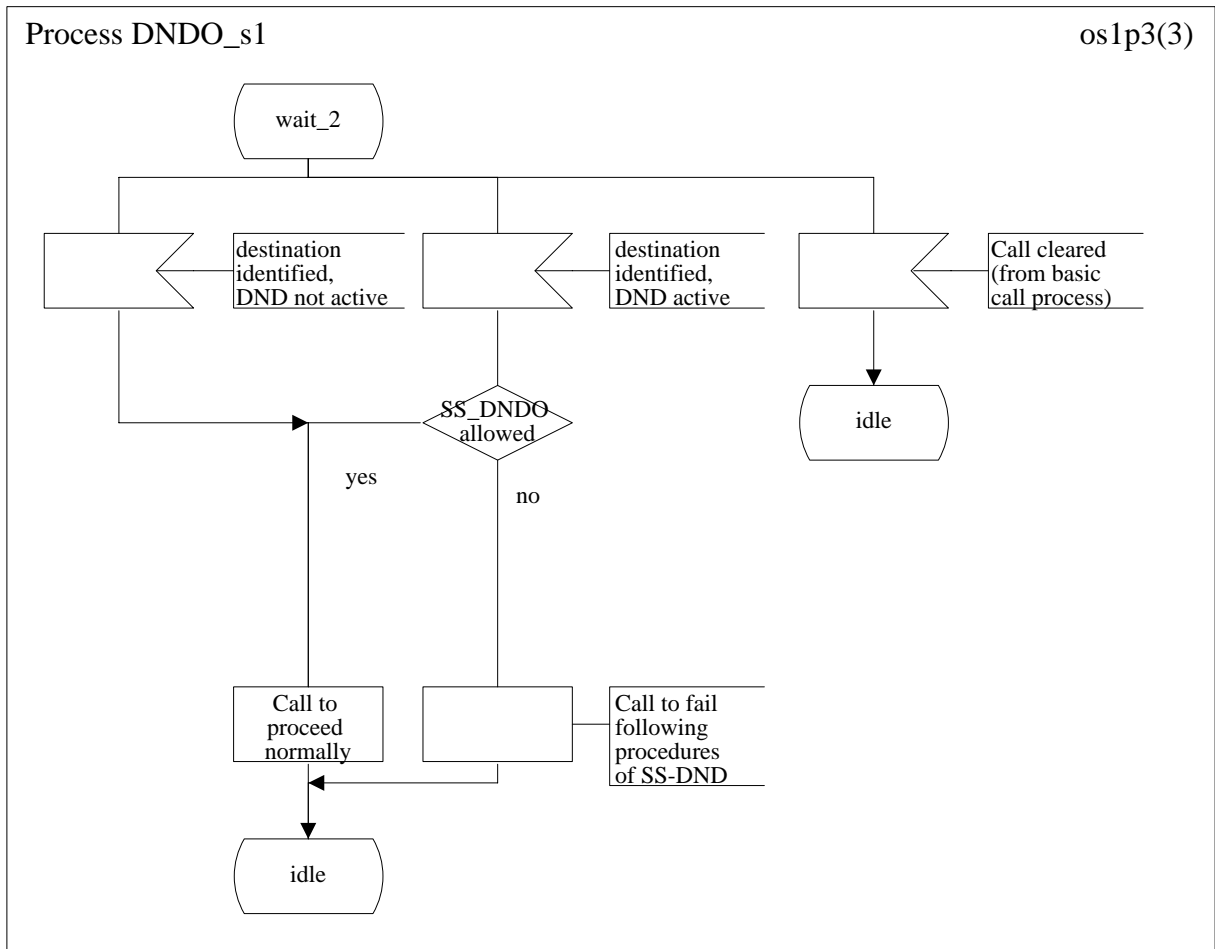 Process DNDO_s1
os1p3(3)
wait_2
destination
identified,
DND not active
destination
identified,
DND active
Call cleared
(from basic
call process)
SS_DNDO
allowed
idle
yes
no
Call to
proceed
normally
Call to fail
following
procedures
of SS-DND
idle